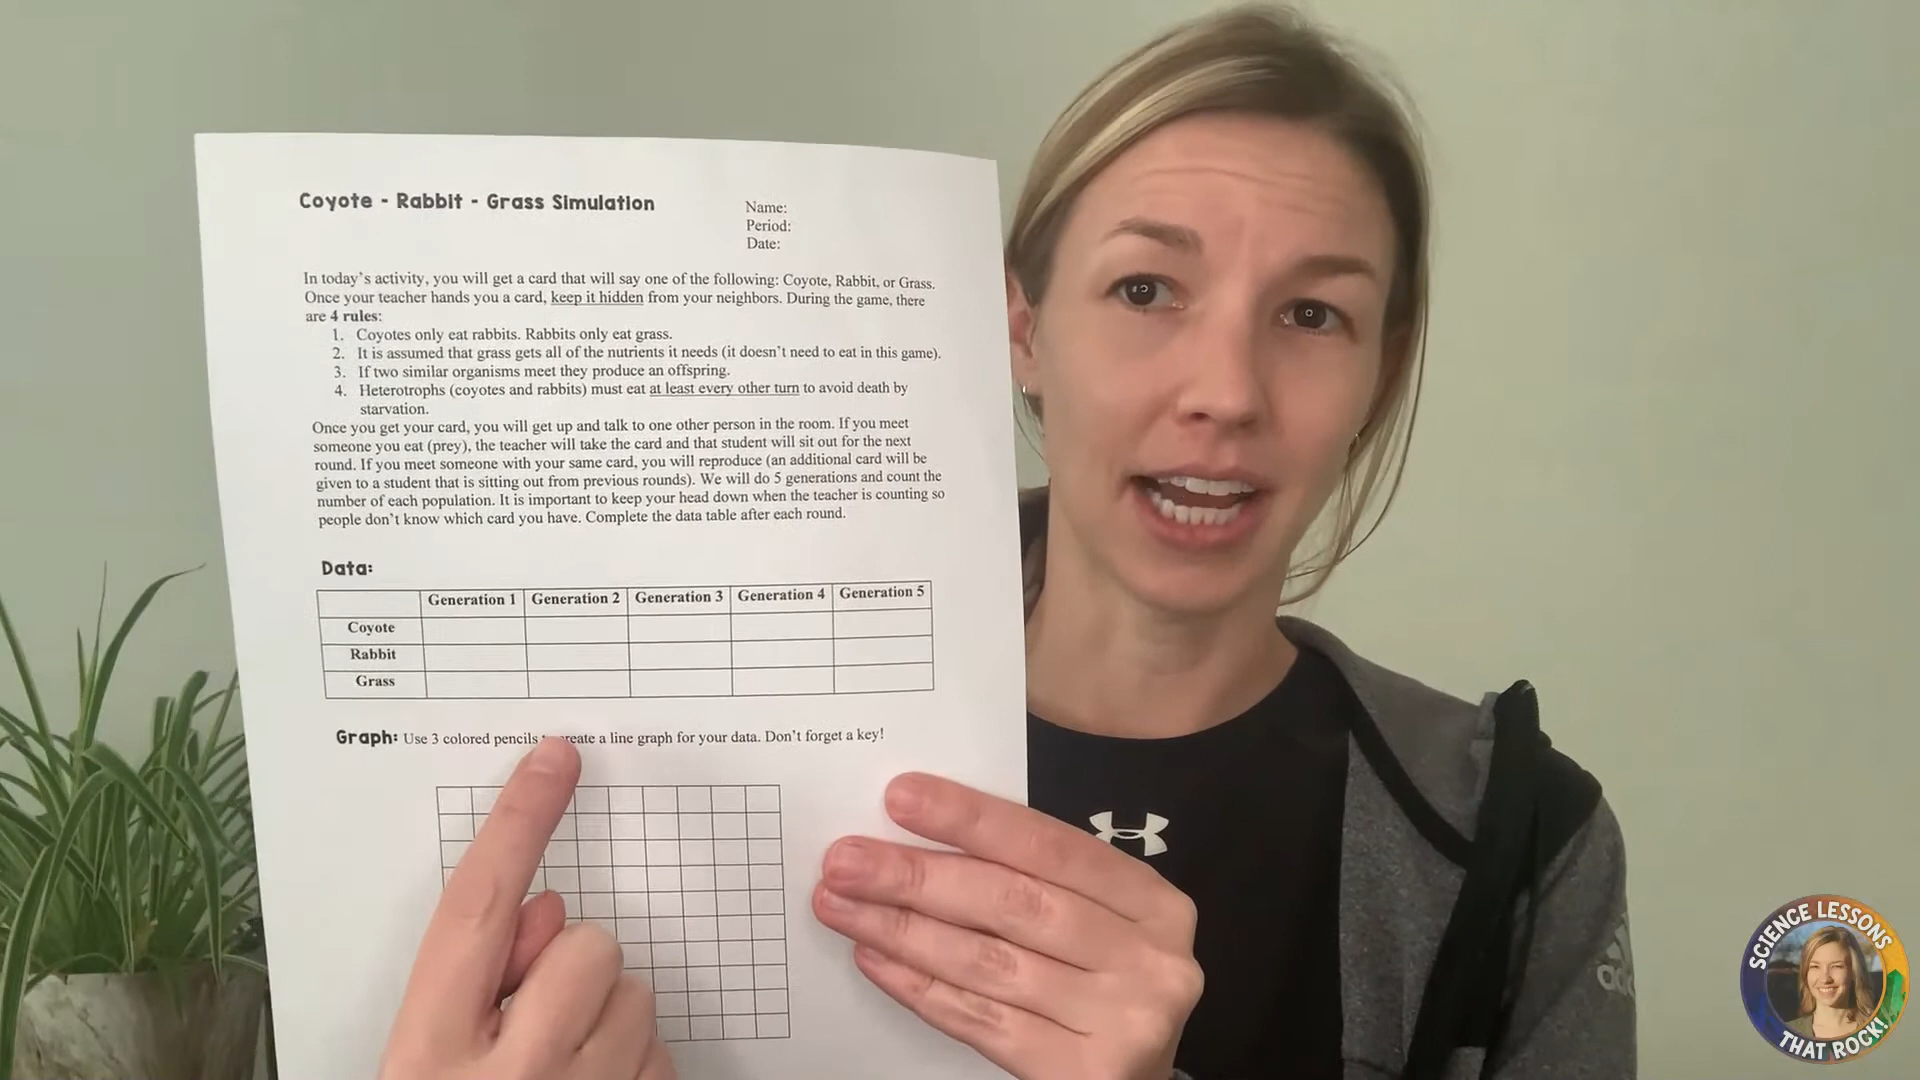 Coyote - Rabbit - Grass Simulation
Name:
Period:
Date:
In today's activity, you will get a card that will say one of the following: Coyote, Rabbit, or Grass.
Once your teacher hands you a card, keep it hidden from your neighbors. During the game, there
are 4 rules:
1. Coyotes only eat rabbits. Rabbits only eat grass.
2. It is assumed that grass gets all of the nutrients it needs (it doesn't need to eat in this game).
3. If two similar organisms meet they produce an offspring.
4. Heterotrophs (coyotes and rabbits) must eat at least every other turn to avoid death by
starvation.
Once you get your card, you will get up and talk to one other person in the room. If you meet
someone you eat (prey), the teacher will take the card and that student will sit out for the next
round. If you meet someone with your same card, you will reproduce (an additional card will be
given to a student that is sitting out from previous rounds). We will do 5 generations and count the
number of each population. It is important to keep your head down when the teacher is counting so
people don't know which card you have. Complete the data table after each round.
Data:
Generation 1 Generation 2 Generation 3 Generation 4 Generation 5
Coyote
Rabbit
Grass
Graph: Use 3 colored pencils to create a line graph for your data. Don't forget a key!
SCIENCE LESSONS
THAT ROCK!